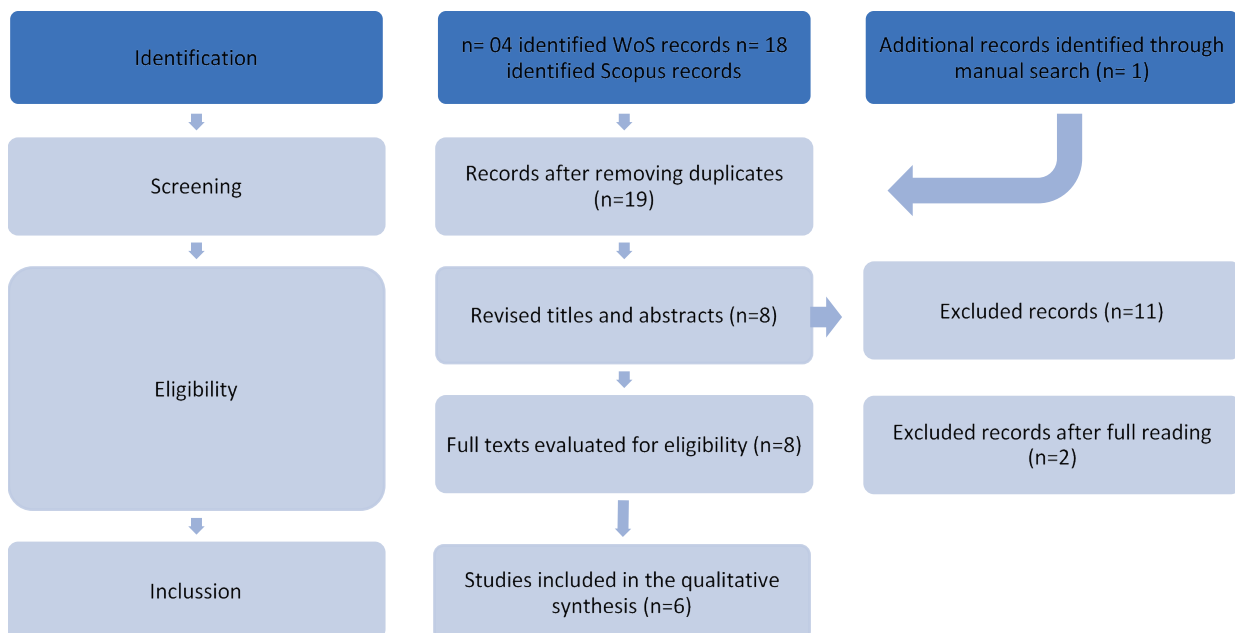 Identification
n= 04 identified WoS records n= 18
identified Scopus records
Additional records identified through
manual search (n= 1)
Screening
Records after removing duplicates
(n=19)
Eligibility
Revised titles and abstracts (n=8)
Excluded records (n=11)
Full texts evaluated for eligibility (n=8)
Excluded records after full reading
(n=2)
Inclussion
Studies included in the qualitative
synthesis (n=6)